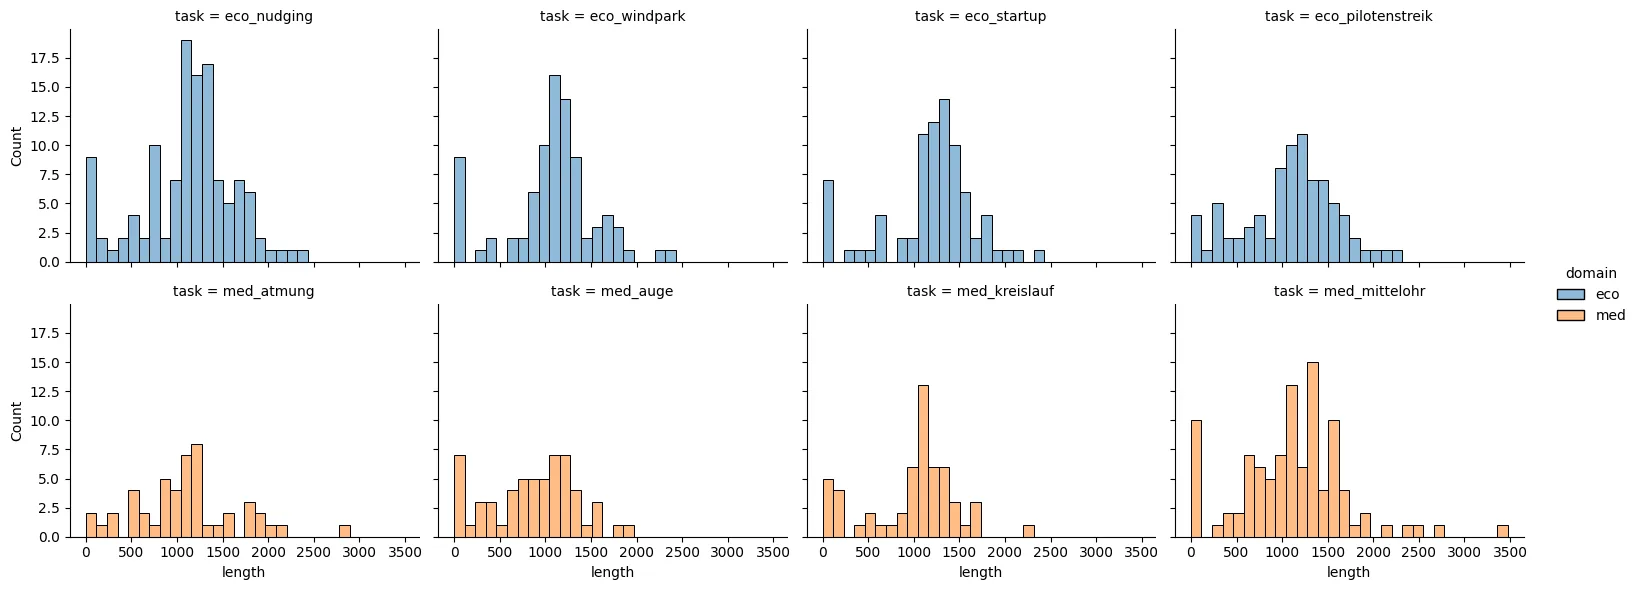 task = eco_nudging
task = eco_windpark
task = eco_startup
task = eco_pilotenstreik
17.5
15.0
12.5
10.0
7.5
5.0
2.5
0.0
Count
domain
eco
med
task = med_atmung
task = med_auge
task = med_kreislauf
task = med_mittelohr
17.5
15.0
12.5
10.0
7.5
5.0
2.5
0.0
Count
0 500 1000 1500 2000 2500 3000 3500
0 500 1000 1500 2000 2500 3000 3500
0 500 1000 1500 2000 2500 3000 3500
0 500 1000 1500 2000 2500 3000 3500
length
length
length
length